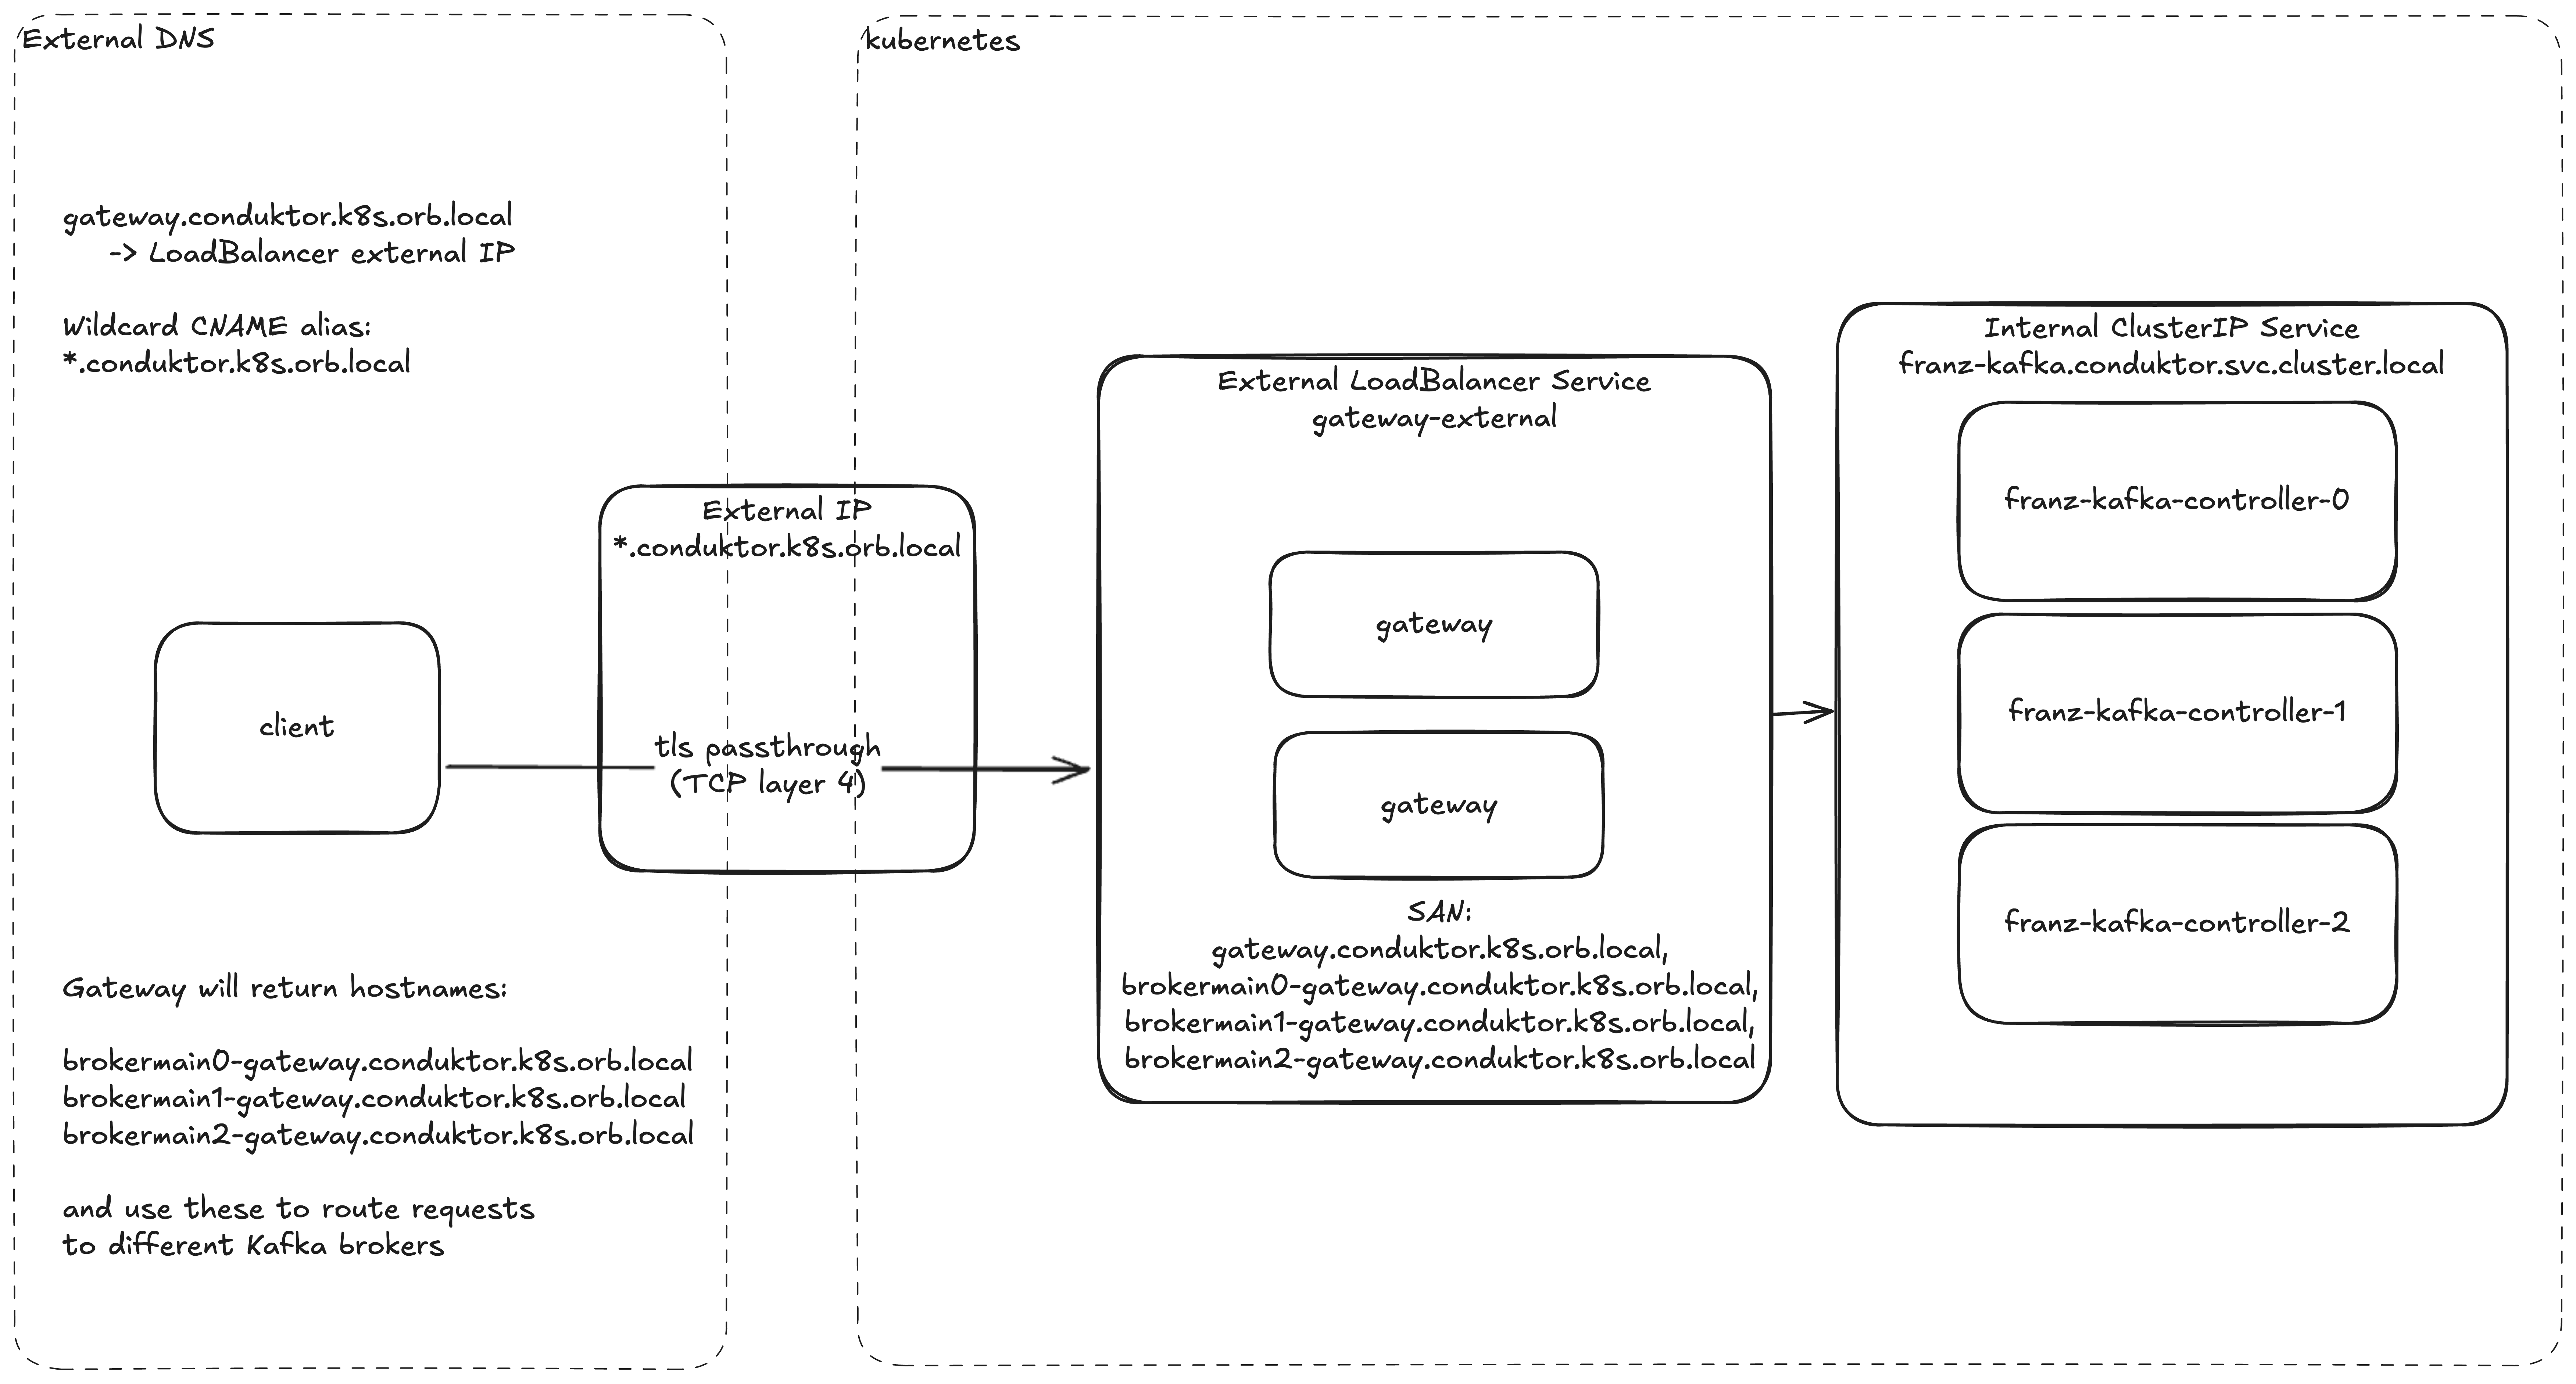 External DNS
gateway.conduktor.k8s.orb.local
-> LoadBalancer external IP
Wildcard CNAME alias:
*.conduktor.k8s.orb.local
client
Gateway will return hostnames:
brokermain0-gateway.conduktor.k8s.orb.local
brokermain1-gateway.conduktor.k8s.orb.local
brokermain2-gateway.conduktor.k8s.orb.local
and use these to route requests
to different Kafka brokers
External IP
*.conduktor.k8s.orb.local
tls passthrough
(TCP layer 4)
kubernetes
External LoadBalancer Service
gateway-external
gateway
gateway
SAN:
gateway.conduktor.k8s.orb.local,
brokermain0-gateway.conduktor.k8s.orb.local,
brokermain1-gateway.conduktor.k8s.orb.local,
brokermain2-gateway.conduktor.k8s.orb.local
Internal ClusterIP Service
franz-kafka.conduktor.svc.cluster.local
franz-kafka-controller-0
franz-kafka-controller-1
franz-kafka-controller-2